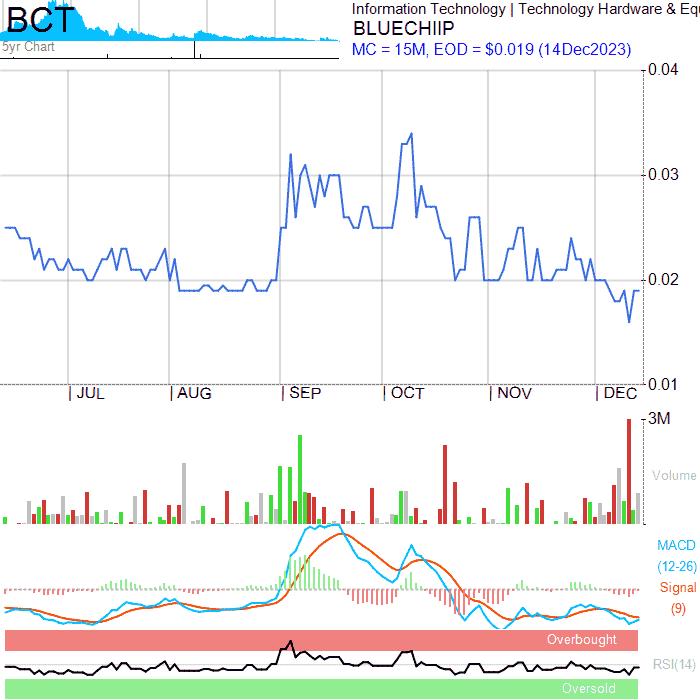 BCT
5yr Chart
Information Technology | Technology Hardware & Equ
BLUECHIIP
MC = 15M, EOD = $0.019 (14Dec2023)
0.04
0.03
0.02
0.01
JUL
AUG
SEP
OCT
NOV
DEC
3M
Volume
MACD
(12-26)
Signal
(9)
Overbought
RSI(14)
Oversold